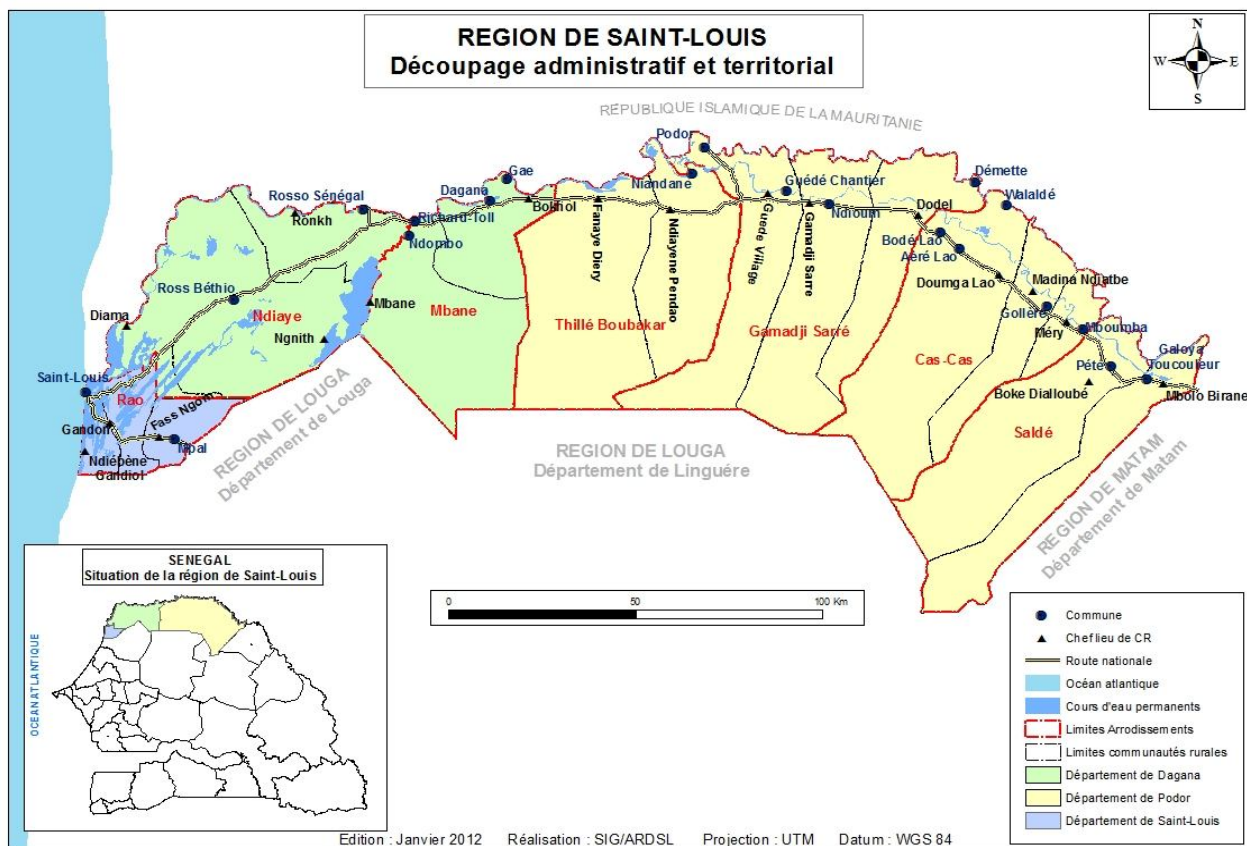 REGION DE SAINT-LOUIS
Découpage administratif et territorial
N
W
E
S
RÉPUBLIQUE ISLAMIQUE DE LA MAURITANIE
Podor
Niandane
Guédé Chantier
Démette
Walaldé
Gae
Dagana
Bokhol
Rosso Sénégal
Ronkh
Richard-Toll
Ndombo
Fanaye Diery
Ndiayene Pendao
Guede Village
Gamadji Sarre
Ndioum
Dodel
Bodé Lao
Aéré Lao
Doumga Lao
Madina Ndiatbe
Golléré
Méry
Mboumba
Galoya
Toucouleur
Pété
Boke Dialloubé
Mbolo Birane
Ross Béthio
Ndiaye
Mbane
Mbane
Diama
Ngnith
Thillé Boubakar
Gamadji Sarré
Cas-Cas
Saldé
Saint-Louis
Rao
Fass Ngom
Gandon
Mpal
Ndiébène
Gandiol
REGION DE LOUGA
Département de Louga
REGION DE LOUGA
Département de Linguére
REGION DE MATAM
Département de Matam
SENEGAL
Situation de la région de Saint-Louis
OCEAN ATLANTIQUE
0 50 100 Km
Commune
Chef lieu de CR
Route nationale
Océan atlantique
Cours d'eau permanents
Limites Arrodissements
Limites communautés rurales
Département de Dagana
Département de Podor
Département de Saint-Louis
Edition : Janvier 2012 Réalisation : SIG/ARDSL Projection : UTM Datum : WGS 84